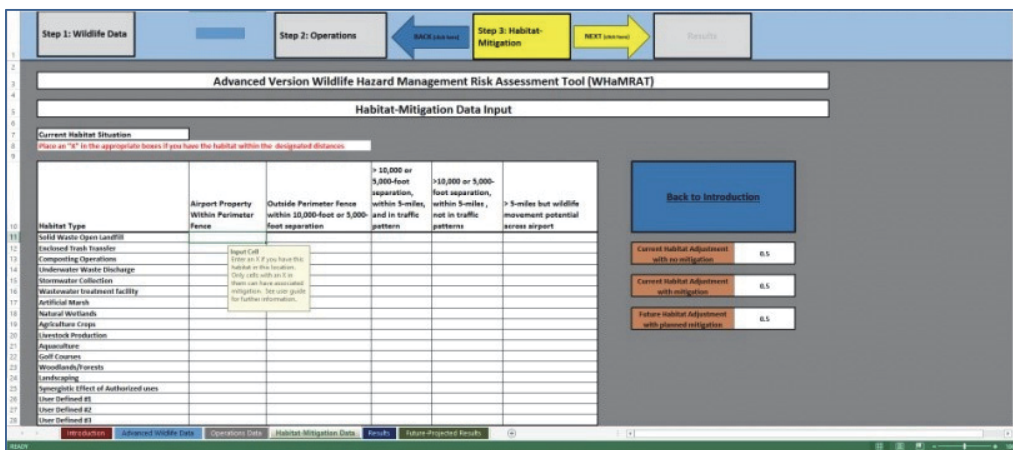 Step 1: Wildlife Data
Step 2: Operations
BACK (click here)
Step 3: Habitat-
Mitigation
NEXT (click here)
Results
Advanced Version Wildlife Hazard Management Risk Assessment Tool (WHaMRAT)
Habitat-Mitigation Data Input
Current Habitat Situation
Place an "X" in the appropriate boxes if you have the habitat within the designated distances
Habitat Type
Airport Property
Within Perimeter
Fence
Outside Perimeter Fence
within 10,000-foot or 5,000-
foot separation
> 10,000 or
5,000-foot
separation,
within 5-miles,
and in traffic
pattern
>10,000 or 5,000-
foot separation,
within 5-miles ,
not in traffic
patterns
> 5-miles but wildlife
movement potential
across airport
Back to Introduction
Solid Waste Open Landfill
Enclosed Trash Transfer
Composting Operations
Underwater Waste Discharge
Stormwater Collection
Wastewater treatment facility
Artificial Marsh
Natural Wetlands
Agriculture Crops
Livestock Production
Aquaculture
Golf Courses
Woodlands/Forests
Landscaping
Synergistic Effect of Authorized uses
User Defined #1
User Defined #2
User Defined #3
Input Cell
Enter an X if you have this
habitat in this location.
Only cells with an X in
them can have associated
mitigation. See user guide
for further information.
Current Habitat Adjustment
with no mitigation
0.5
Current Habitat Adjustment
with mitigation
0.5
Future Habitat Adjustment
with planned mitigation
0.5
Introduction
Advanced Wildlife Data
Operations Data
Habitat-Mitigation Data
Results
Future-Projected Results
READY